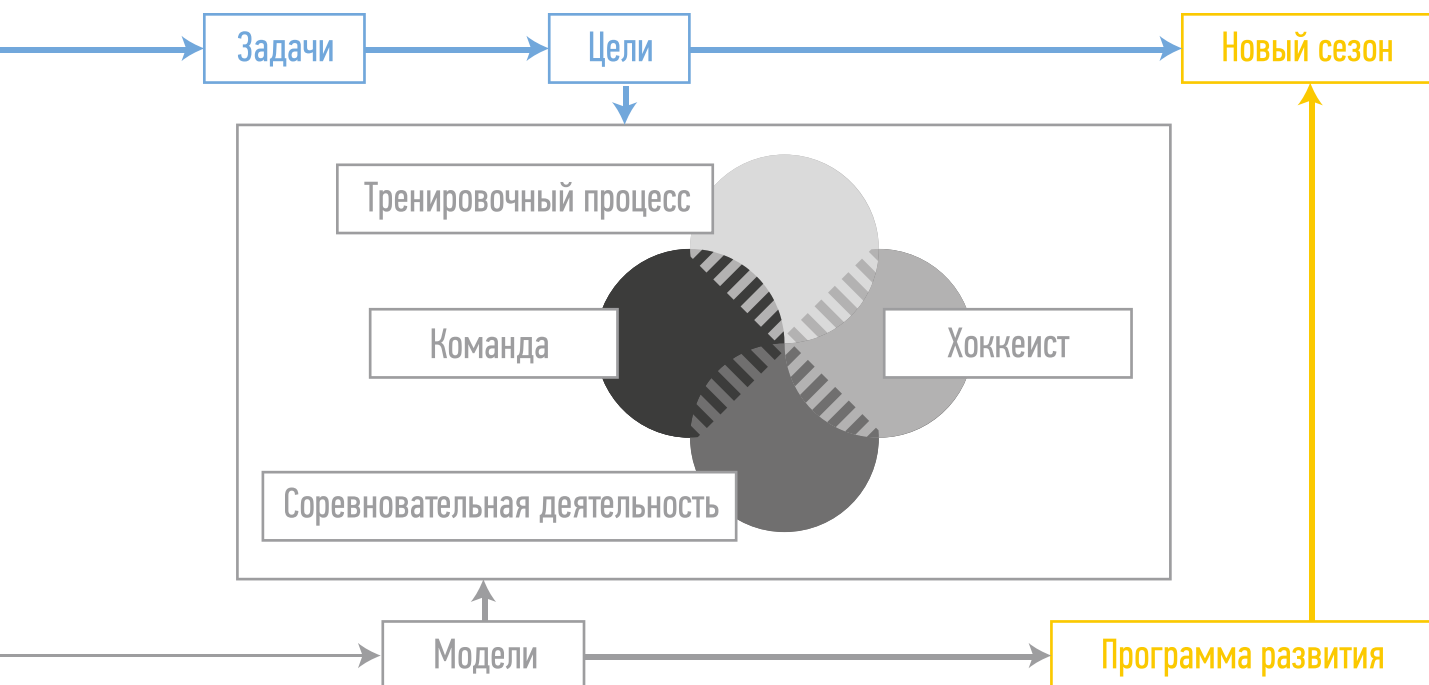 Задачи
Цели
Новый сезон
Тренировочный процесс
Команда
Хоккеист
Соревновательная деятельность
Модели
Программа развития